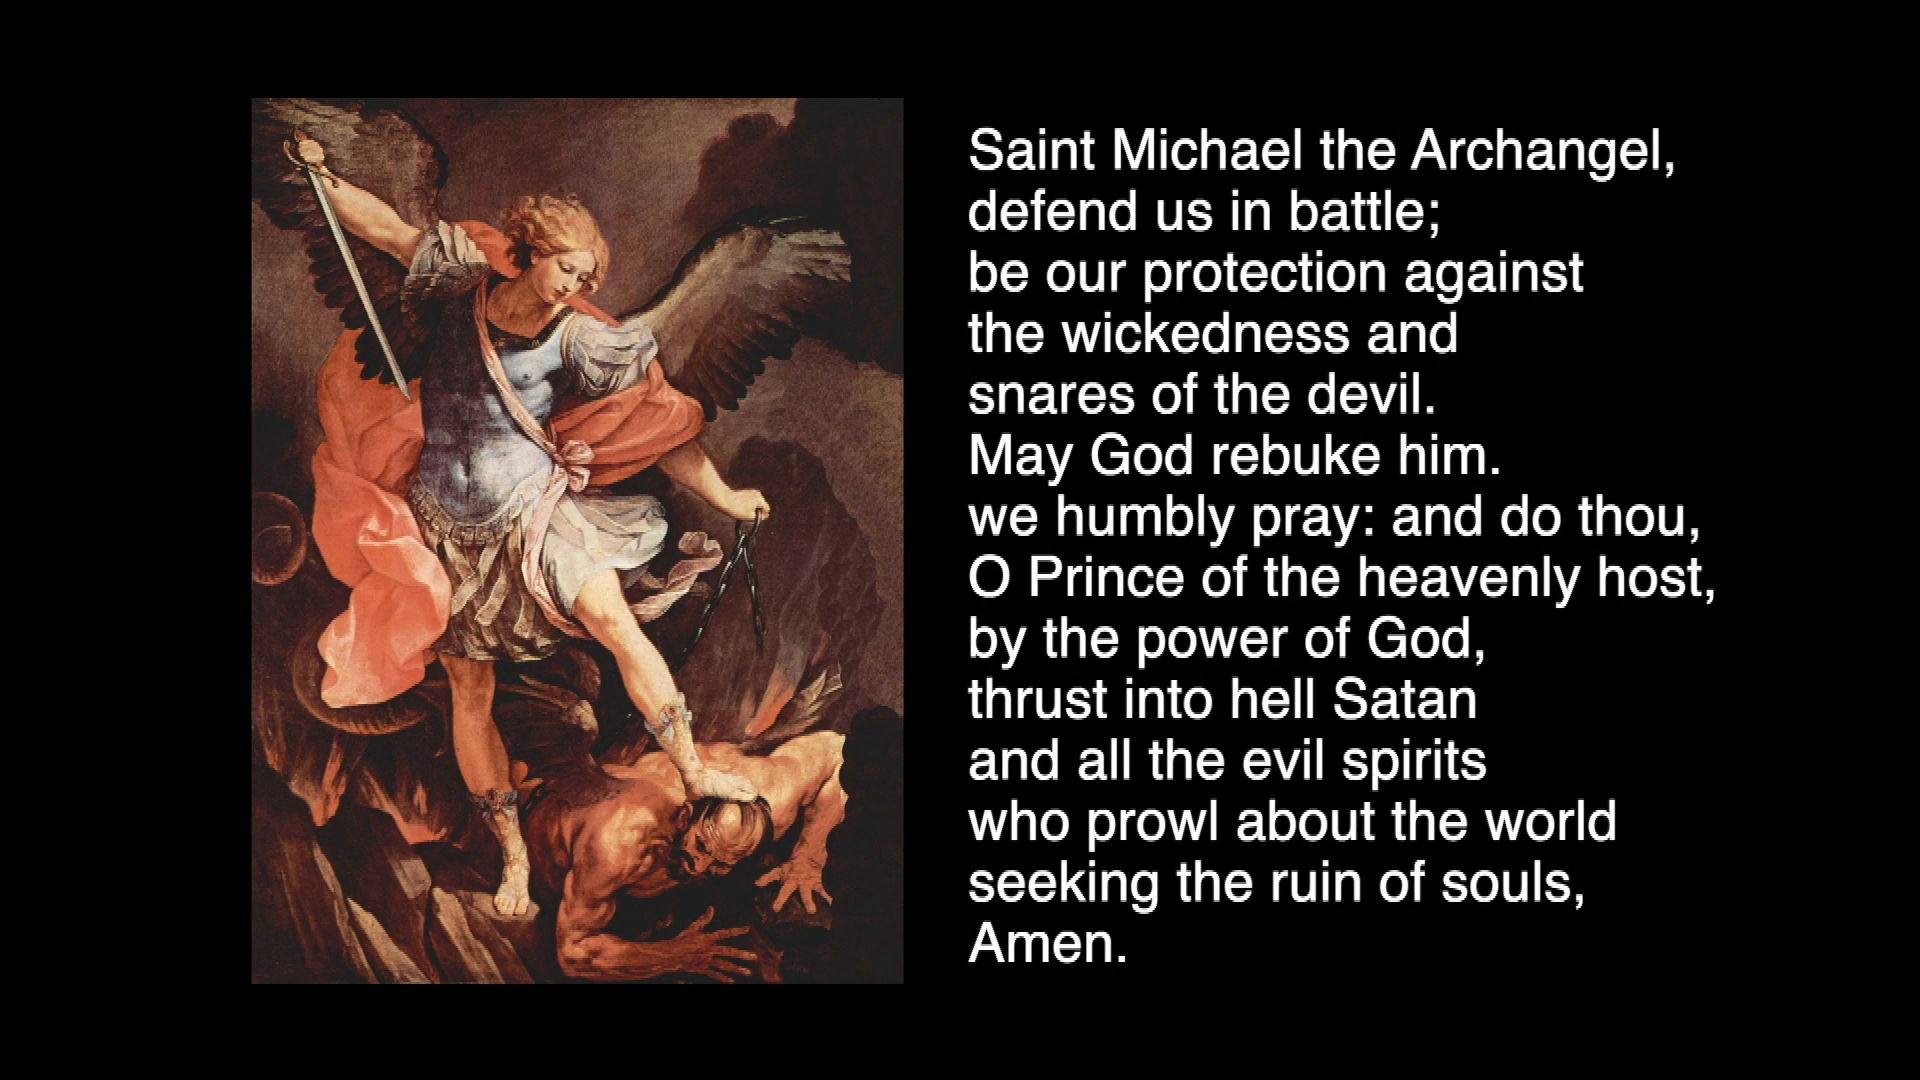 Saint Michael the Archangel,
defend us in battle;
be our protection against
the wickedness and
snares of the devil.
May God rebuke him.
we humbly pray: and do thou,
O Prince of the heavenly host,
by the power of God,
thrust into hell Satan
and all the evil spirits
who prowl about the world
seeking the ruin of souls,
Amen.